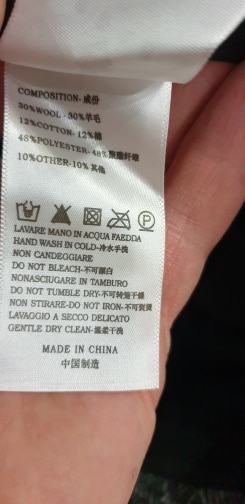 COMPOSITION-成份
30%WOOL-30%羊毛
12%COTTON-12%棉
48%POLYESTER-48%聚酯纤维
10%OTHER-10%其他
LAVARE MANO IN ACQUA FAEDDA
HAND WASH IN COLD-冷水手洗
NON CANDEGGIARE
DO NOT BLEACH-不可漂白
NONASCIUGARE IN TAMBURO
DO NOT TUMBLE DRY-不可转笼干燥
NON STIRARE-DO NOT IRON-不可熨烫
LAVAGGIO A SECCO DELICATO
GENTLE DRY CLEAN-温柔干洗
MADE IN CHINA
中国制造